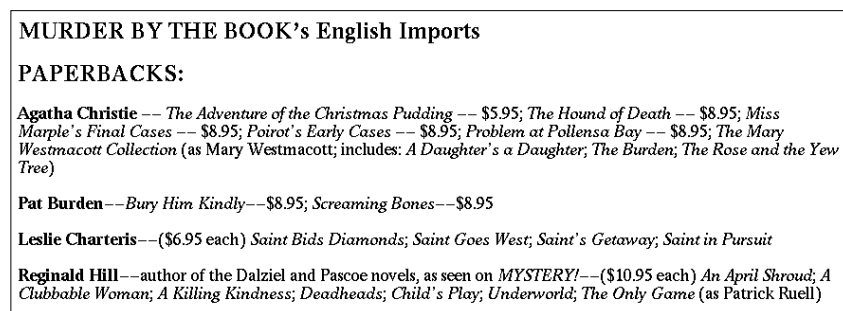 MURDER BY THE BOOK's English Imports
PAPERBACKS:
Agatha Christie –– The Adventure of the Christmas Pudding –– $5.95; The Hound of Death –– $8.95; Miss
Marple's Final Cases –– $8.95; Poirot's Early Cases –– $8.95; Problem at Pollensa Bay –– $8.95; The Mary
Westmacott Collection (as Mary Westmacott; includes: A Daughter's a Daughter; The Burden; The Rose and the Yew
Tree)
Pat Burden––Bury Him Kindly––$8.95; Screaming Bones––$8.95
Leslie Charteris––($6.95 each) Saint Bids Diamonds; Saint Goes West; Saint's Getaway; Saint in Pursuit
Reginald Hill––author of the Dalziel and Pascoe novels, as seen on MYSTERY!––($10.95 each) An April Shroud; A
Clubbable Woman; A Killing Kindness; Deadheads; Child's Play; Underworld; The Only Game (as Patrick Ruell)